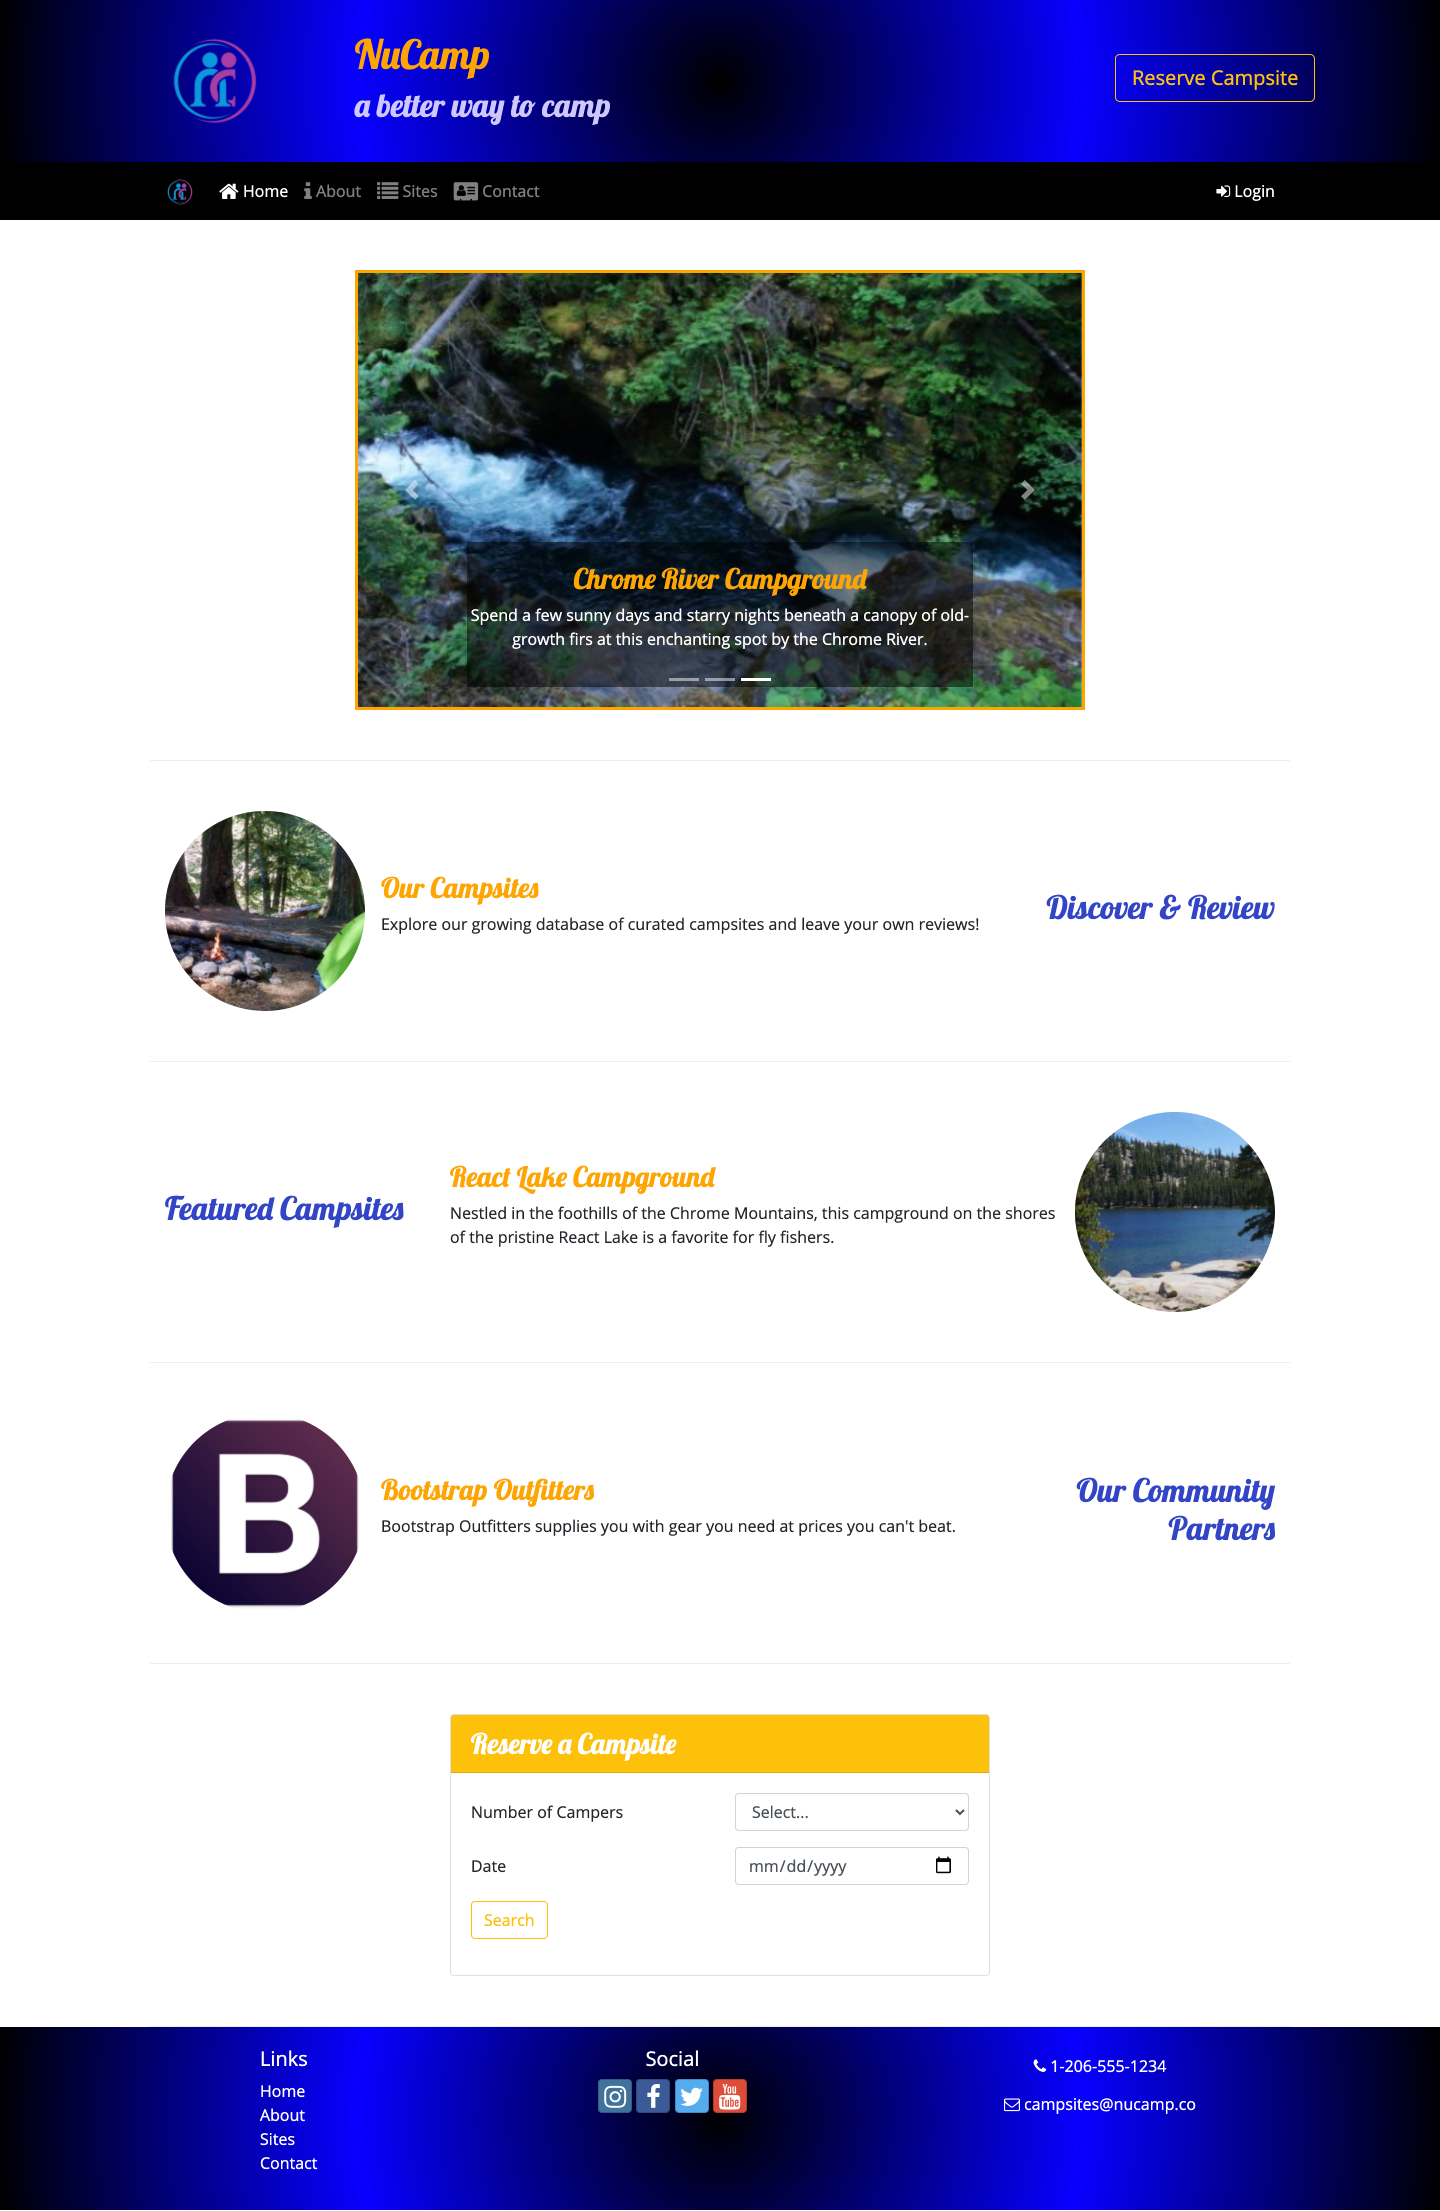 NuCamp
a better way to camp
Reserve Campsite
Home About Sites Contact
Login
Chrome River Campground
Spend a few sunny days and starry nights beneath a canopy of old-
growth firs at this enchanting spot by the Chrome River.
Our Campsites
Explore our growing database of curated campsites and leave your own reviews!
Discover & Review
Featured Campsites
React Lake Campground
Nestled in the foothills of the Chrome Mountains, this campground on the shores
of the pristine React Lake is a favorite for fly fishers.
B
Bootstrap Outfitters
Bootstrap Outfitters supplies you with gear you need at prices you can't beat.
Our Community
Partners
Reserve a Campsite
Number of Campers
Select...
Date
mm/dd/yyyy
Search
Links
Home
About
Sites
Contact
Social
You
Tube
1-206-555-1234
campsites@nucamp.co